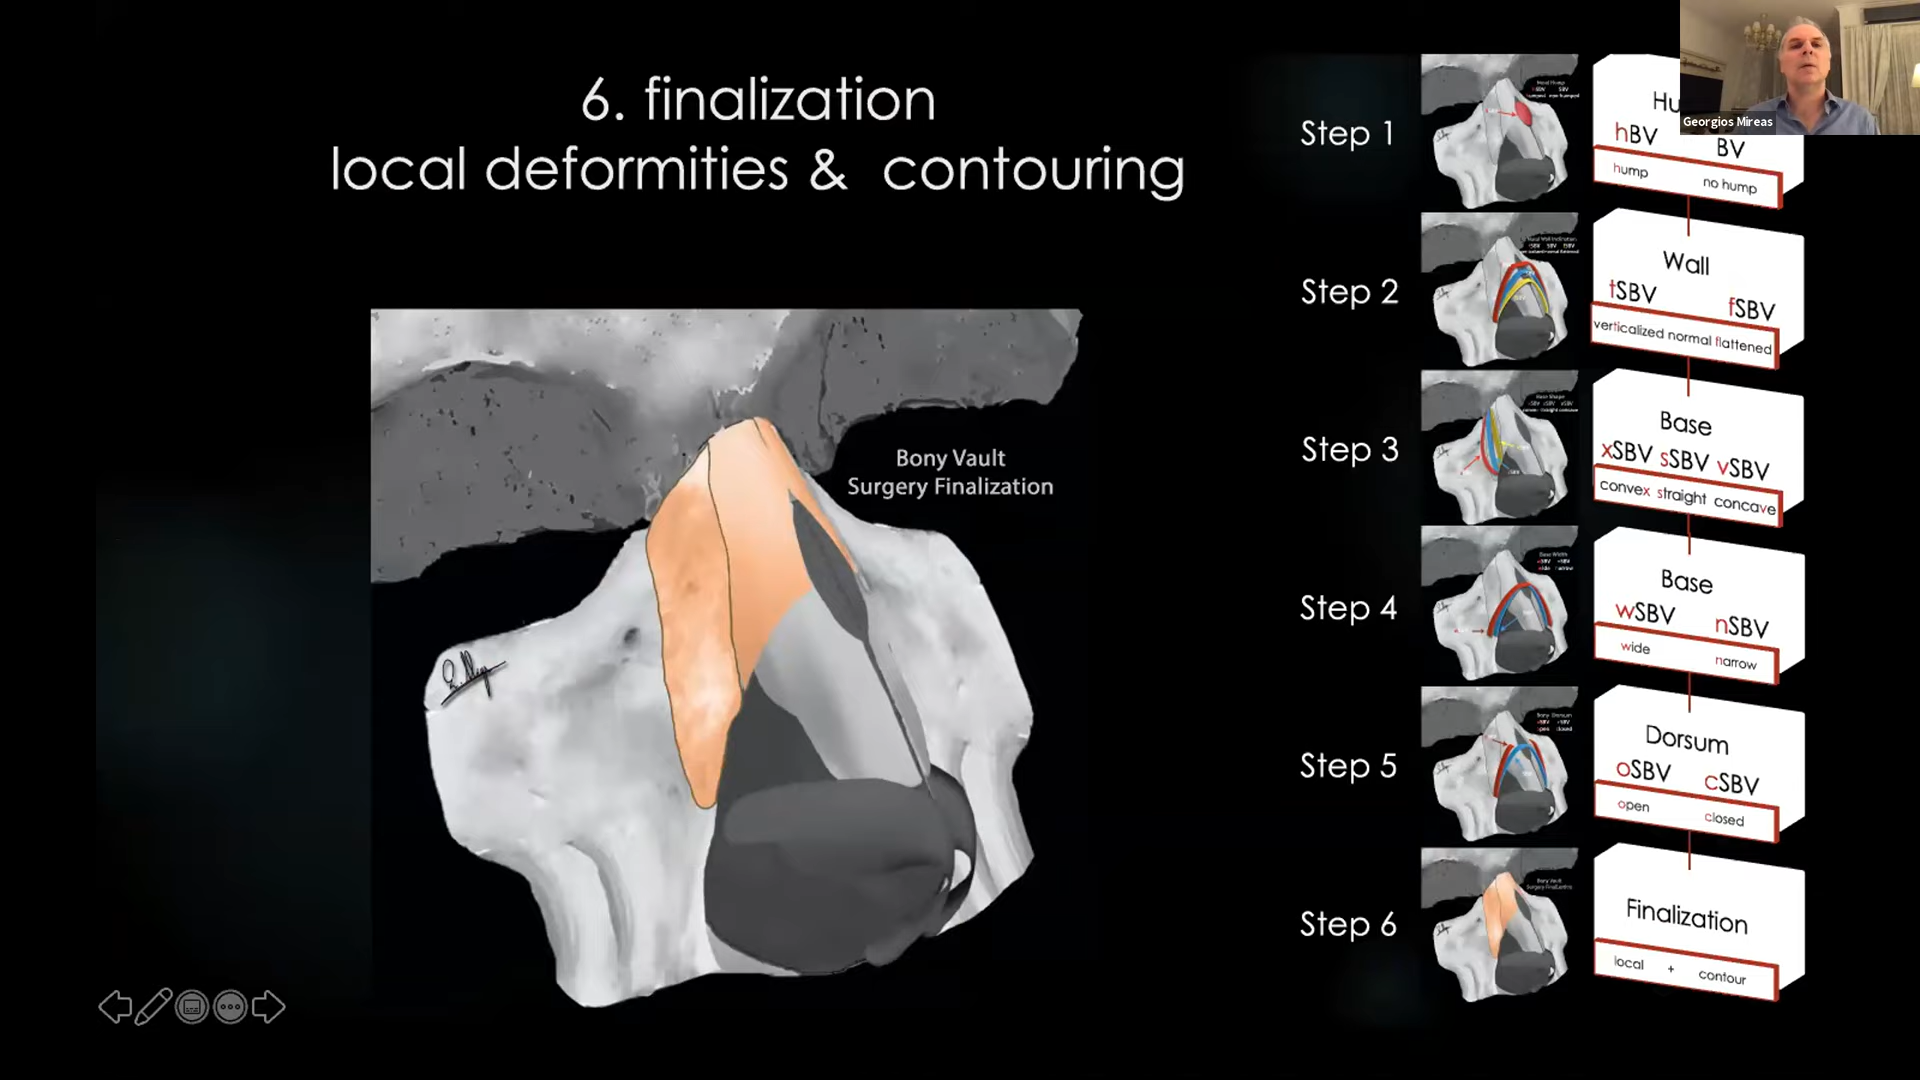 6. finalization
local deformities & contouring
Bony Vault
Surgery Finalization
Step 1
Hu
hBV
BV
hump
no hump
Georgios Mireas
Step 2
Wall
tSBV
fSBV
verticalized normal flattened
Step 3
Base
xSBV sSBV vSBV
convex straight concave
Step 4
Base
wSBV nSBV
wide
narrow
Step 5
Dorsum
oSBV cSBV
open
closed
Step 6
Finalization
local + contour